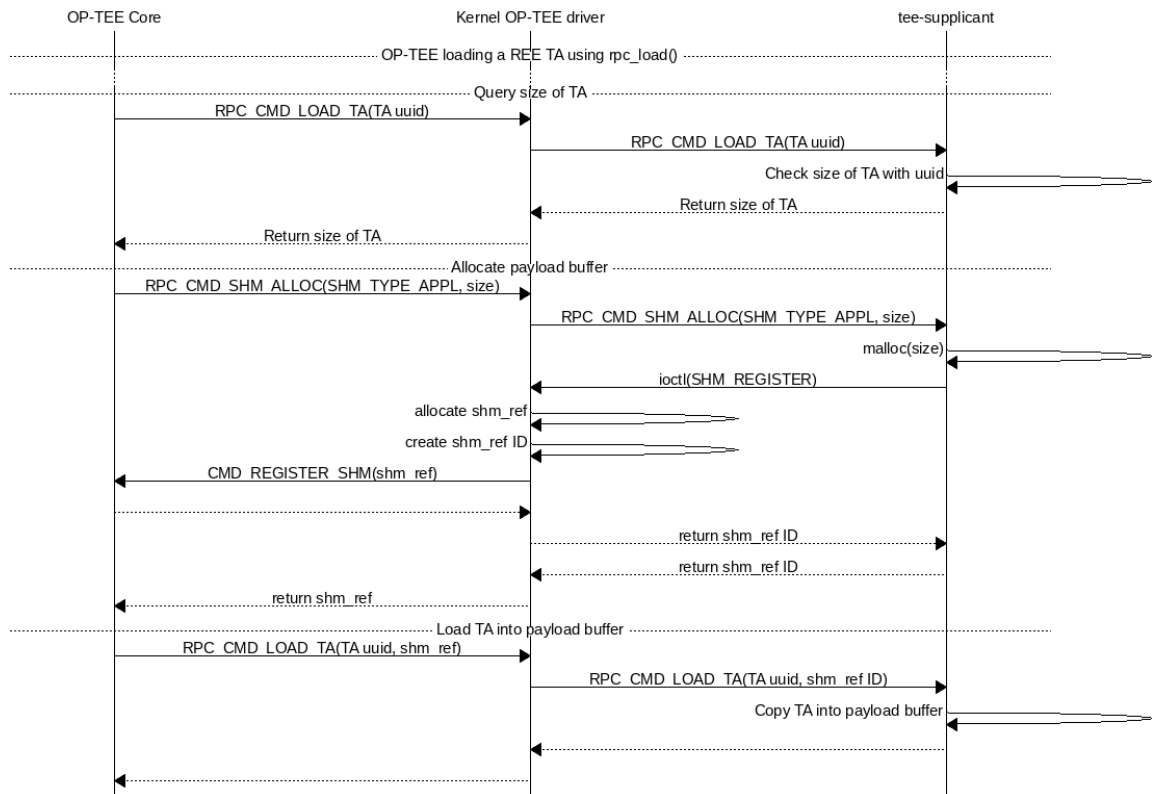 OP-TEE Core
Kernel OP-TEE driver
tee-supplicant
OP-TEE loading a REE TA using rpc_load()
Query size of TA
RPC_CMD_LOAD_TA(TA uuid)
RPC_CMD_LOAD_TA(TA uuid)
Check size of TA with uuid
Return size of TA
Return size of TA
Allocate payload buffer
RPC_CMD_SHM_ALLOC(SHM_TYPE_APPL, size)
RPC_CMD_SHM_ALLOC(SHM_TYPE_APPL, size)
malloc(size)
ioctl(SHM_REGISTER)
allocate shm_ref
create shm_ref ID
CMD_REGISTER_SHM(shm_ref)
return shm_ref ID
return shm_ref ID
return shm_ref
Load TA into payload buffer
RPC_CMD_LOAD_TA(TA uuid, shm_ref)
RPC_CMD_LOAD_TA(TA uuid, shm_ref ID)
Copy TA into payload buffer